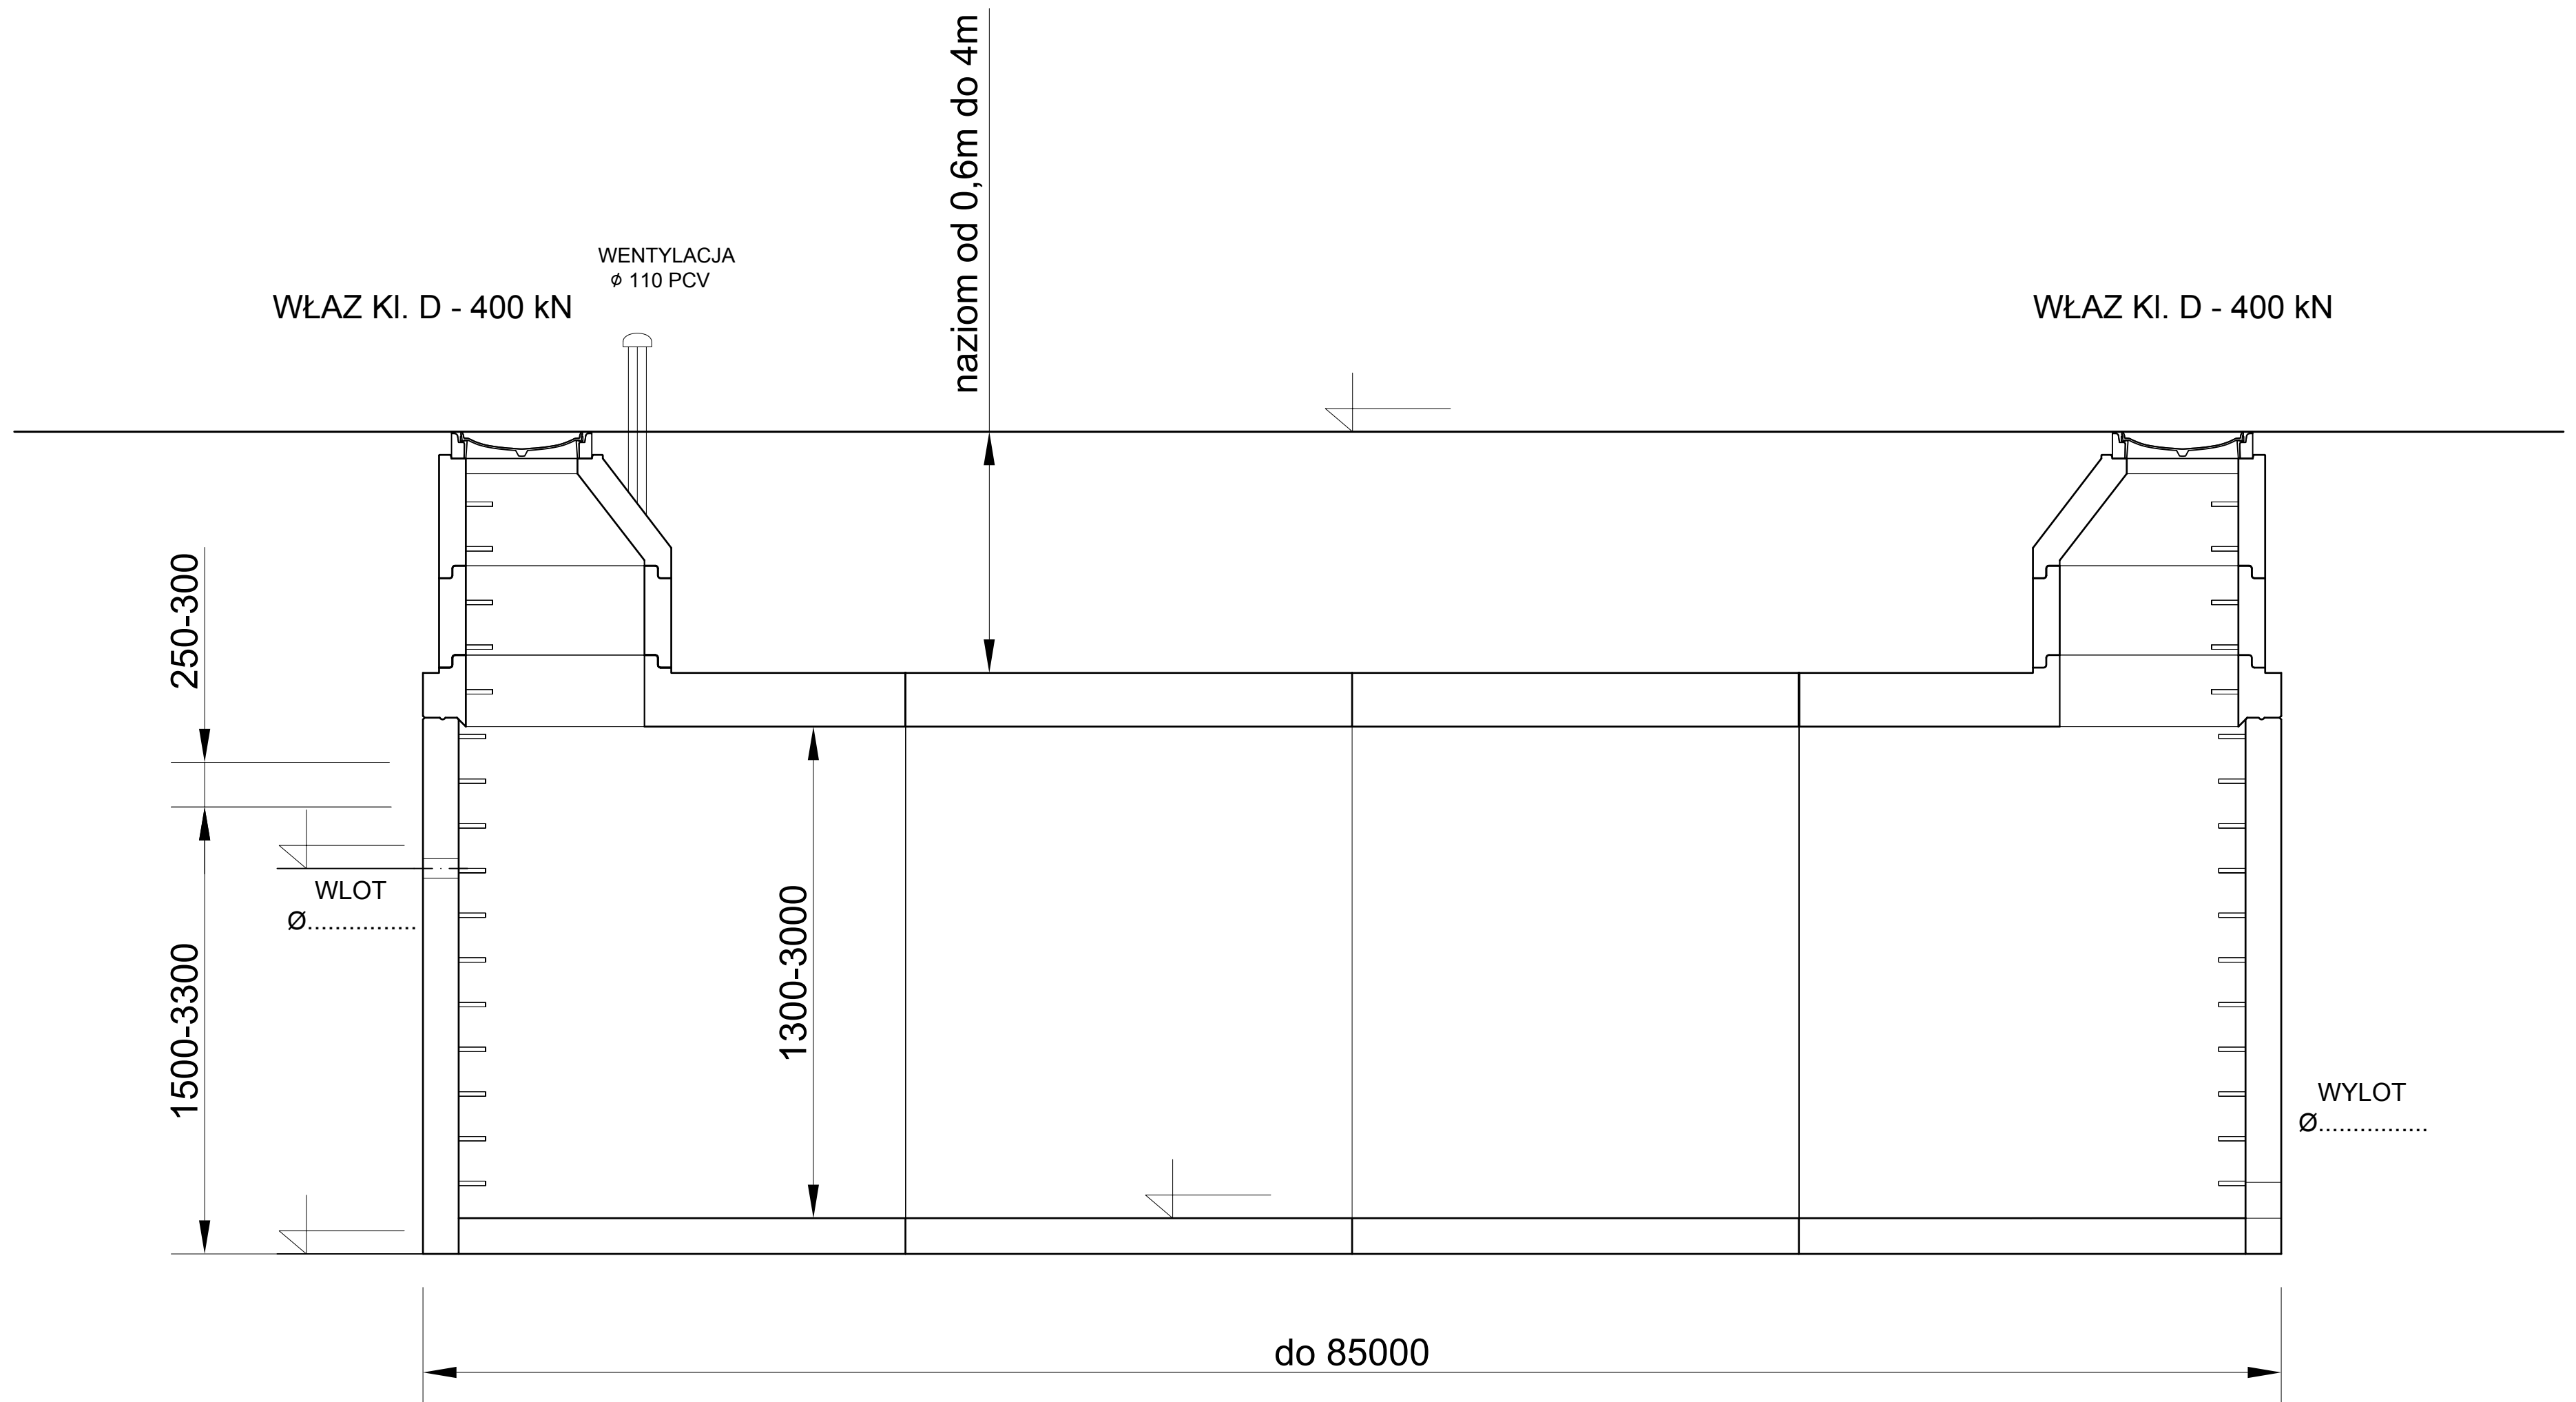 naziom od 0,6m do 4m
WENTYLACJA
ø 110 PCV
WŁAZ Kl. D - 400 kN
WŁAZ Kl. D - 400 kN
250-300
WLOT
Ø................
1500-3300
1300-3000
WYLOT
Ø................
do 85000